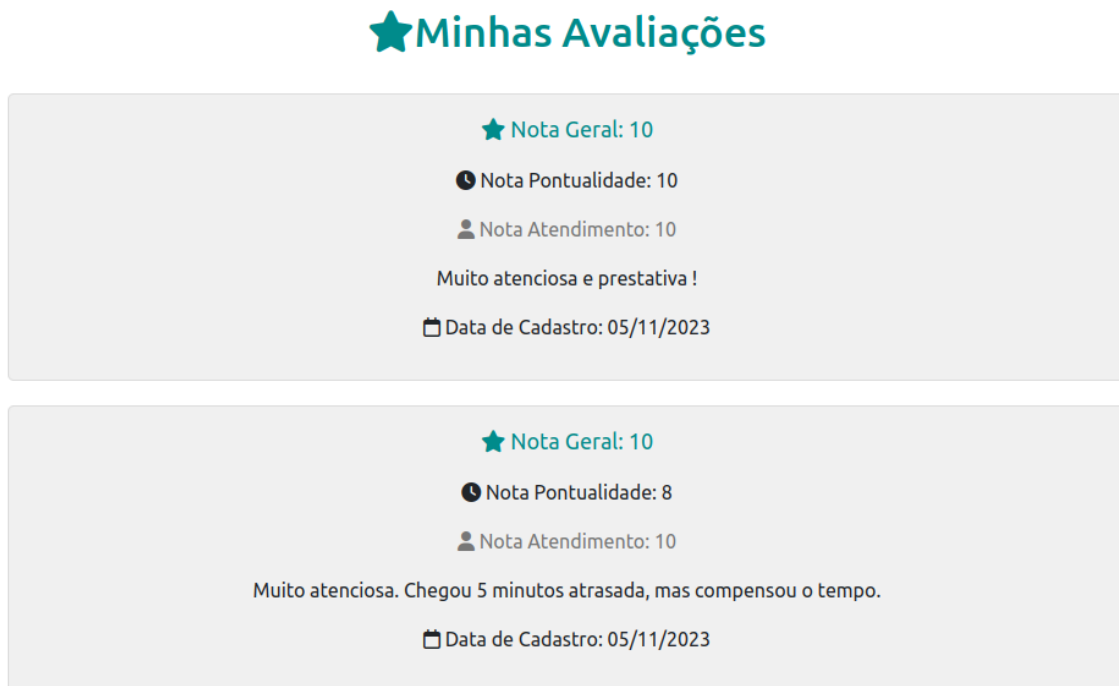 Minhas Avaliações
Nota Geral: 10
Nota Pontualidade: 10
Nota Atendimento: 10
Muito atenciosa e prestativa !
Data de Cadastro: 05/11/2023
Nota Geral: 10
Nota Pontualidade: 8
Nota Atendimento: 10
Muito atenciosa. Chegou 5 minutos atrasada, mas compensou o tempo.
Data de Cadastro: 05/11/2023